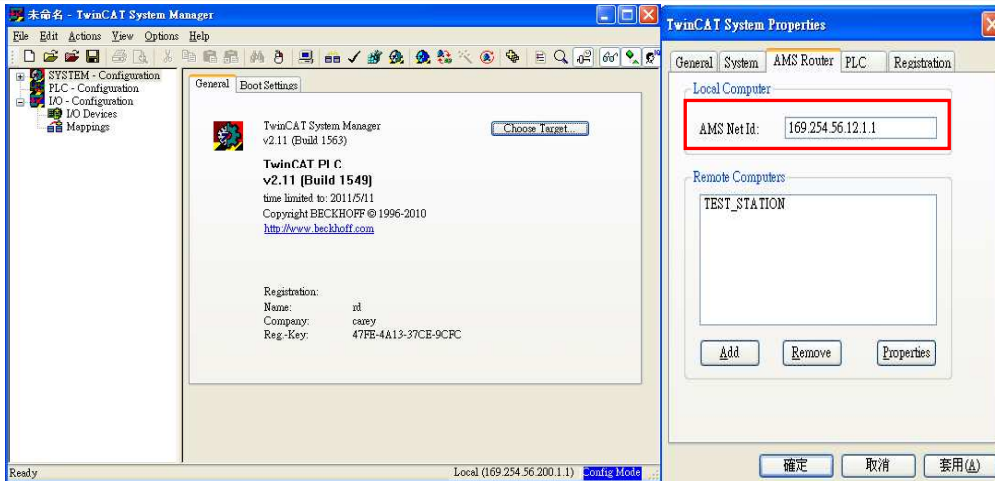 未命名 - TwinCAT System Manager
File Edit Actions View Options Help
SYSTEM - Configuration
PLC - Configuration
I/O - Configuration
I/O Devices
Mappings
General Boot Settings
TwinCAT System Manager
v2.11 (Build 1563)
Choose Target...
TwinCAT PLC
v2.11 (Build 1549)
time limited to: 2011/5/11
Copyright BECKHOFF © 1996-2010
http://www.beckhoff.com
Registration:
Name: rd
Company: carey
Reg.-Key: 47FE-4A13-37CE-9CFC
Ready
Local (169.254.56.200.1.1) Config Mode
TwinCAT System Properties
General System AMS Router PLC Registration
Local Computer
AMS Net Id: 169.254.56.12.1.1
Remote Computers
TEST_STATION
Add Remove Properties
確定 取消 套用(A)